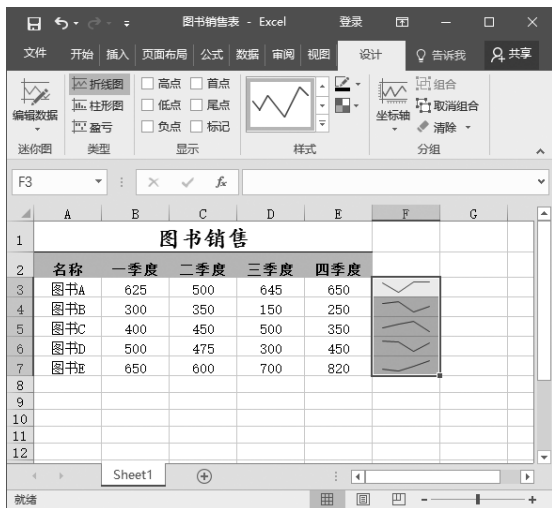 图书销售表 - Excel 登录
文件 开始 插入 页面布局 公式 数据 审阅 视图 设计 告诉我 共享
编辑数据 折线图 柱形图 盈亏 高点 首点 低点 尾点 负点 标记 坐标轴 组合 取消组合 清除
迷你图 类型 显示 样式 分组
F3 fx
A B C D E F G
1 图书销售
2 名称 一季度 二季度 三季度 四季度
3 图书A 625 500 645 650
4 图书B 300 350 150 250
5 图书C 400 450 500 350
6 图书D 500 475 300 450
7 图书E 650 600 700 820
8
9
10
11
12
Sheet1
就绪